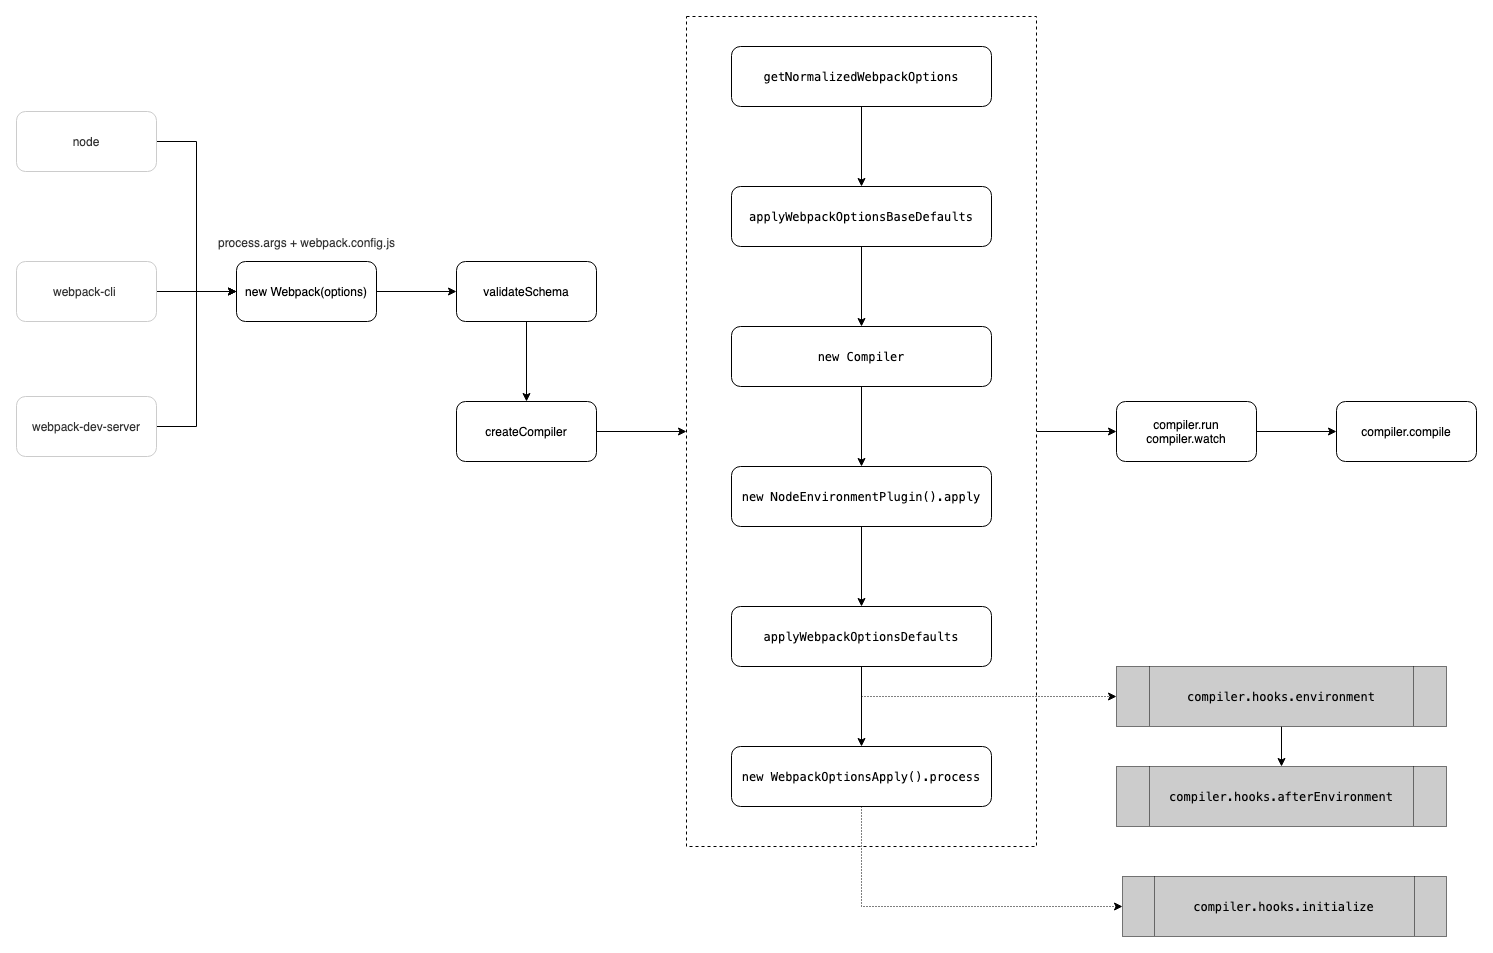 node
webpack-cli
webpack-dev-server
process.args + webpack.config.js
new Webpack(options)
validateSchema
createCompiler
getNormalizedWebpackOptions
applyWebpackOptionsBaseDefaults
new Compiler
new NodeEnvironmentPlugin().apply
applyWebpackOptionsDefaults
new WebpackOptionsApply().process
compiler.run
compiler.watch
compiler.compile
compiler.hooks.environment
compiler.hooks.afterEnvironment
compiler.hooks.initialize